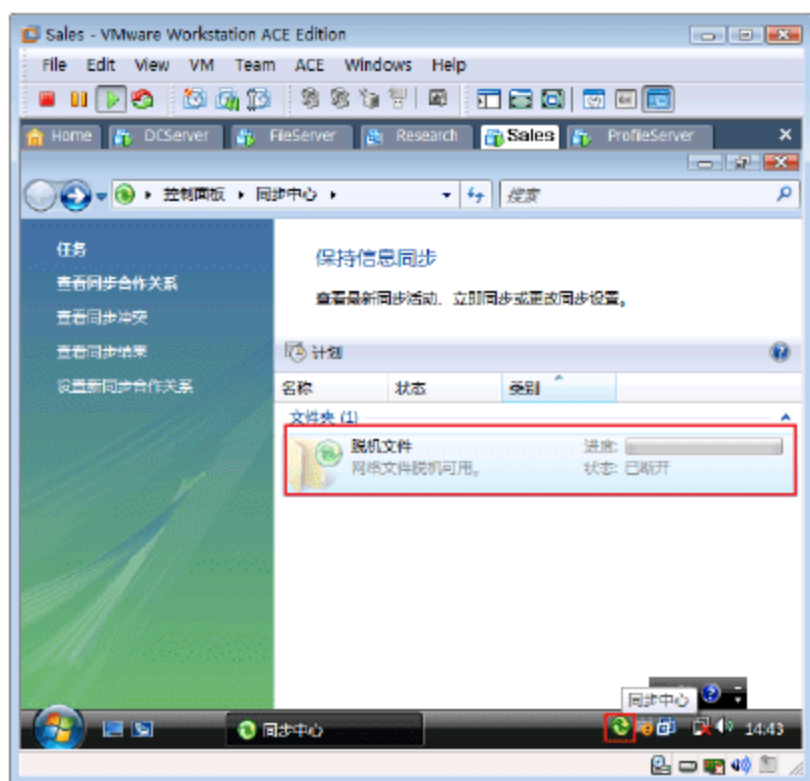 Sales - VMware Workstation ACE Edition
File Edit View VM Team ACE Windows Help
Home DCServer FileServer Research Sales ProfileServer
控制面板 同步中心 搜索
任务
查看同步合作关系
查看同步冲突
查看同步结果
设置新同步合作关系
保持信息同步
查看最新同步活动、立即同步或更改同步设置。
计划
名称 状态 类别
文件夹 (1)
脱机文件 进度:
网络文件脱机可用。 状态: 已断开
同步中心
同步中心 14:43